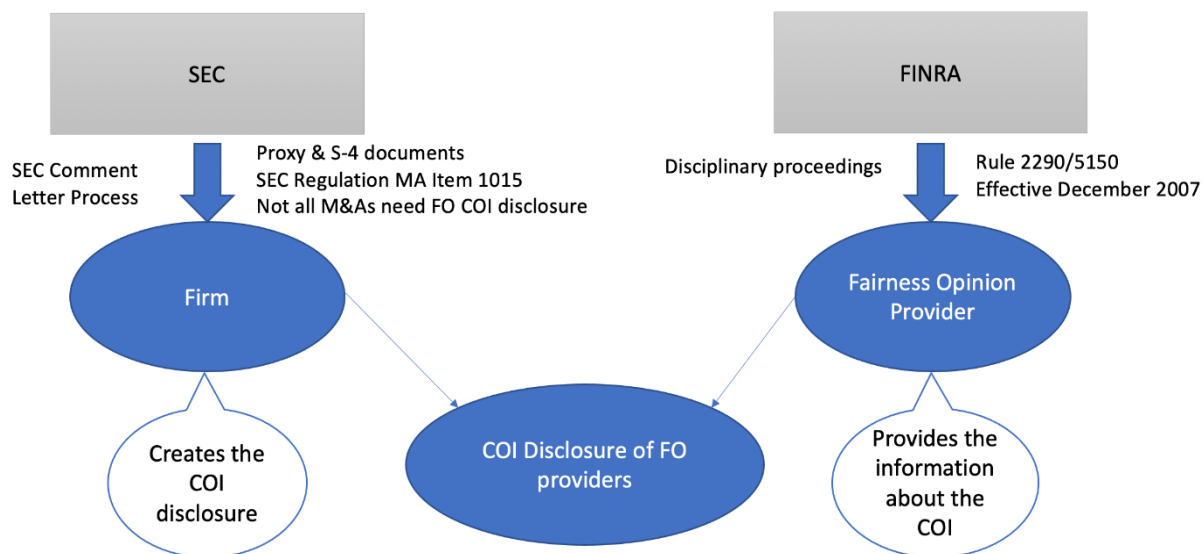 SEC
FINRA
SEC Comment
Letter Process
Proxy & S-4 documents
SEC Regulation MA Item 1015
Not all M&As need FO COI disclosure
Disciplinary proceedings
Rule 2290/5150
Effective December 2007
Firm
Fairness Opinion
Provider
COI Disclosure of FO
providers
Creates the
COI
disclosure
Provides the
information
about the
COI